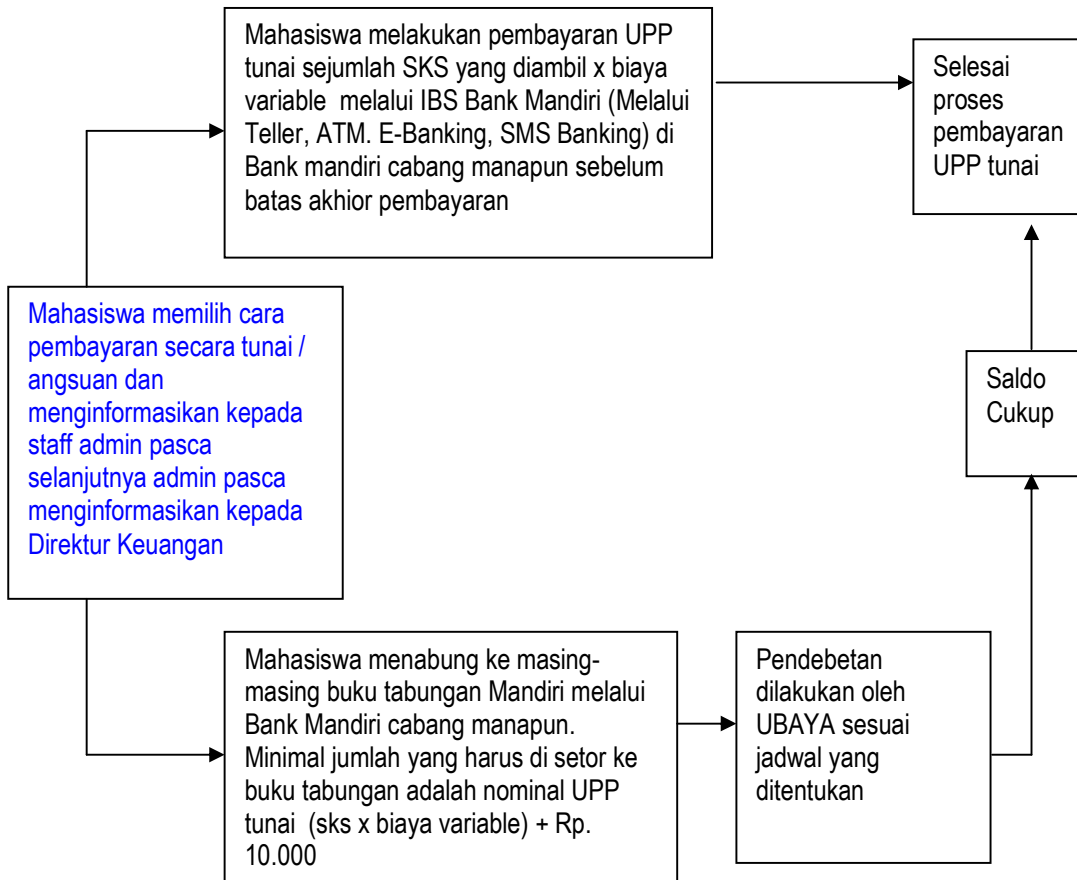 Mahasiswa melakukan pembayaran UPP
tunai sejumlah SKS yang diambil x biaya
variable melalui IBS Bank Mandiri (Melalui
Teller, ATM. E-Banking, SMS Banking) di
Bank mandiri cabang manapun sebelum
batas akhior pembayaran
Selesai
proses
pembayaran
UPP tunai
Mahasiswa memilih cara
pembayaran secara tunai /
angsuan dan
menginformasikan kepada
staff admin pasca
selanjutnya admin pasca
menginformasikan kepada
Direktur Keuangan
Saldo
Cukup
Mahasiswa menabung ke masing-
masing buku tabungan Mandiri melalui
Bank Mandiri cabang manapun.
Minimal jumlah yang harus di setor ke
buku tabungan adalah nominal UPP
tunai (sks x biaya variable) + Rp.
10.000
Pendebetan
dilakukan oleh
UBAYA sesuai
jadwal yang
ditentukan